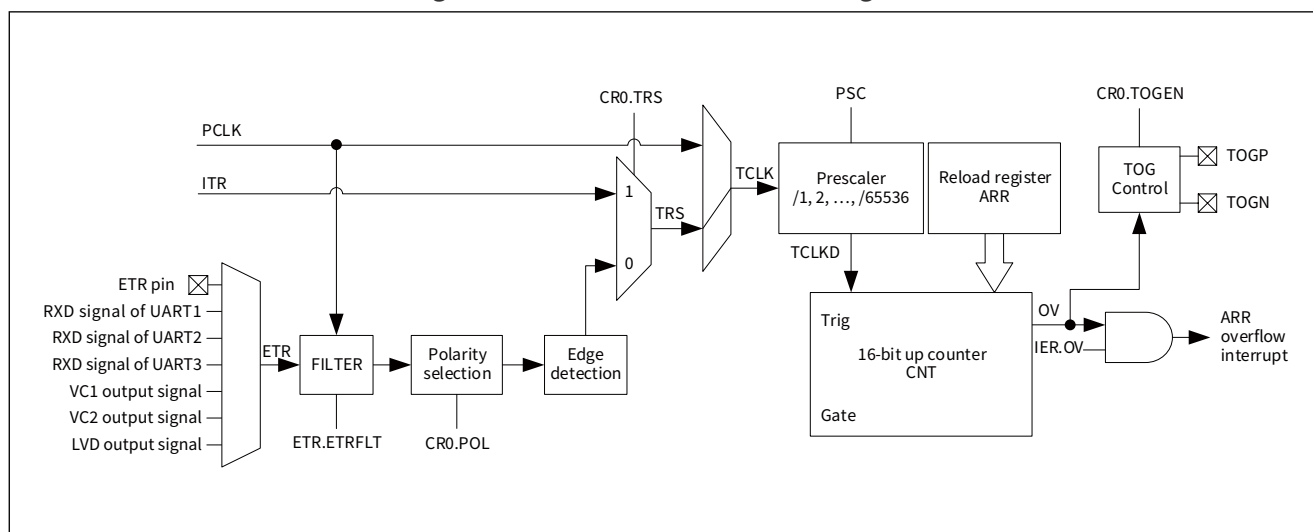 CR0.TRS
PSC
CR0.TOGEN
PCLK
ITR
1
TRS
0
TCLK
Prescaler
/1, 2, …, /65536
Reload register
ARR
TOG
Control
TOGP
TOGN
TCLKD
ETR pin
RXD signal of UART1
RXD signal of UART2
RXD signal of UART3
VC1 output signal
VC2 output signal
LVD output signal
ETR
FILTER
Polarity
selection
Edge
detection
ETR.ETRFLT
CR0.POL
Trig
16-bit up counter
CNT
Gate
OV
IER.OV
ARR
overflow
interrupt